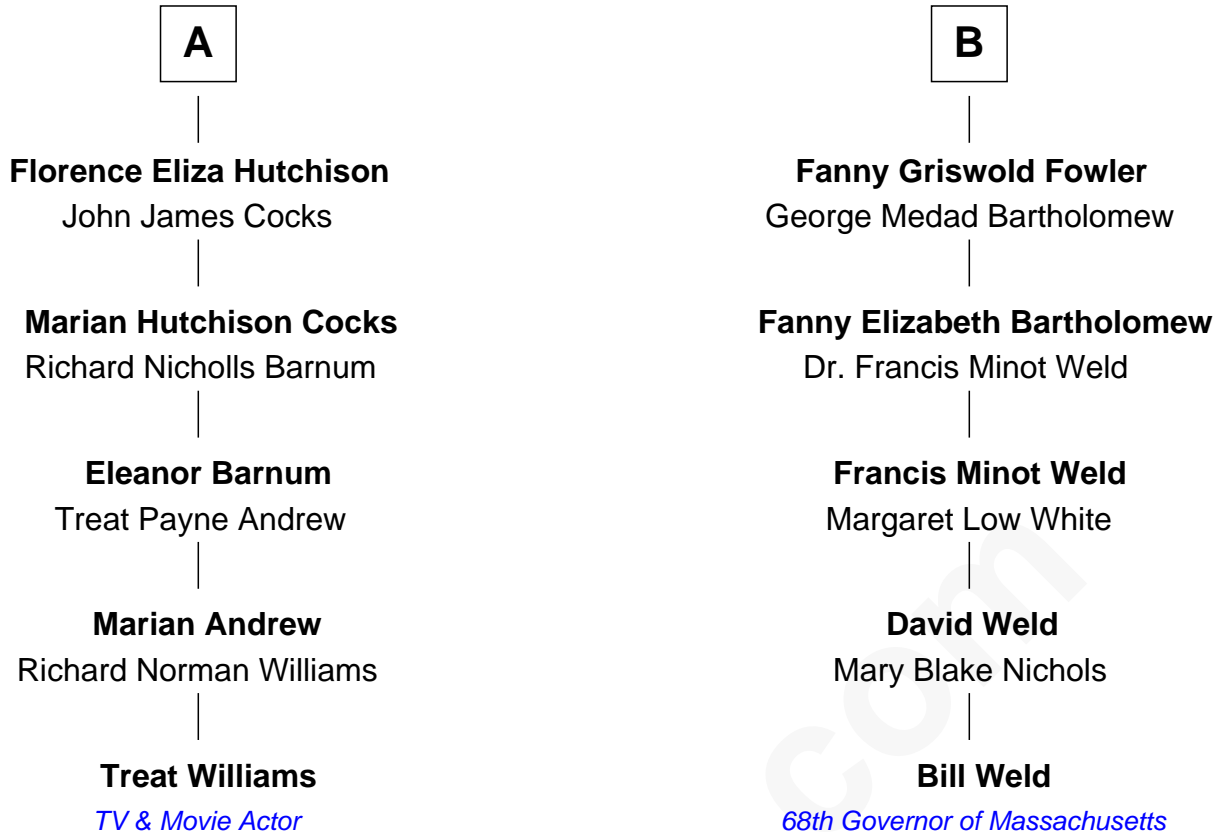 A
Florence Eliza Hutchison
John James Cocks
Marian Hutchison Cocks
Richard Nicholls Barnum
Eleanor Barnum
Treat Payne Andrew
Marian Andrew
Richard Norman Williams
Treat Williams
TV & Movie Actor
B
Fanny Griswold Fowler
George Medad Bartholomew
Fanny Elizabeth Bartholomew
Dr. Francis Minot Weld
Francis Minot Weld
Margaret Low White
David Weld
Mary Blake Nichols
Bill Weld
68th Governor of Massachusetts
com